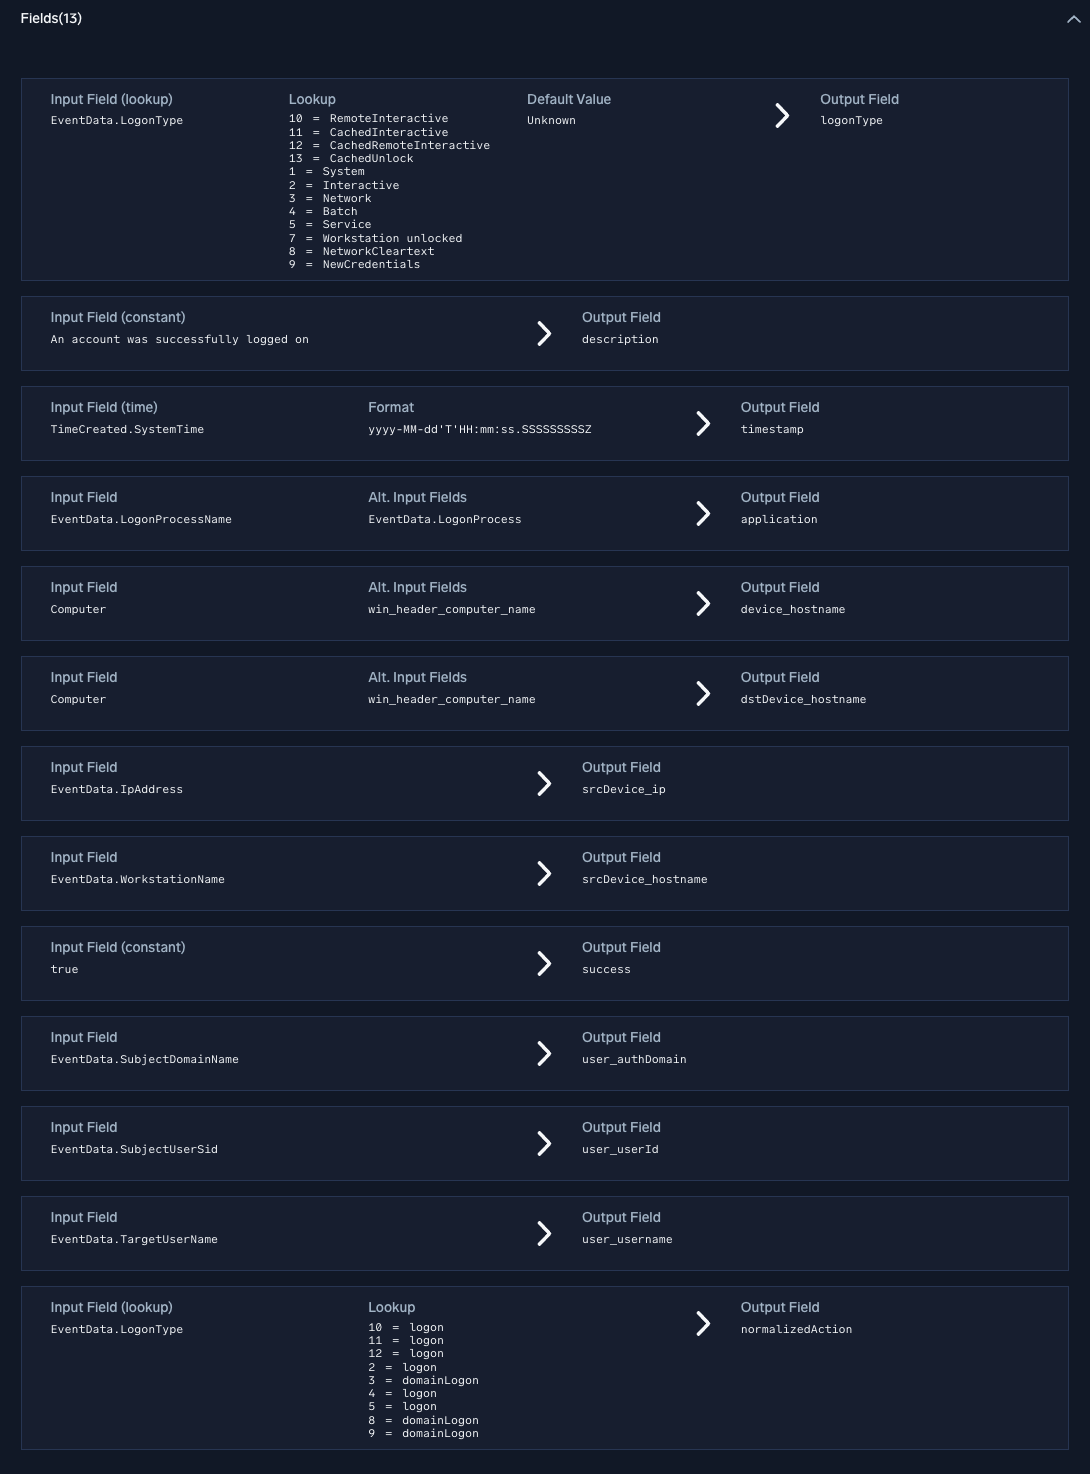 Fields(13)
Input Field (lookup)
EventData.LogonType
Lookup
10 = RemoteInteractive
11 = CachedInteractive
12 = CachedRemoteInteractive
13 = CachedUnlock
1 = System
2 = Interactive
3 = Network
4 = Batch
5 = Service
7 = Workstation unlocked
8 = NetworkCleartext
9 = NewCredentials
Default Value
Unknown
Output Field
logonType
Input Field (constant)
An account was successfully logged on
Output Field
description
Input Field (time)
TimeCreated.SystemTime
Format
yyyy-MM-dd'T'HH:mm:ss.SSSSSSSSSZ
Output Field
timestamp
Input Field
EventData.LogonProcessName
Alt. Input Fields
EventData.LogonProcess
Output Field
application
Input Field
Computer
Alt. Input Fields
win_header_computer_name
Output Field
device_hostname
Input Field
Computer
Alt. Input Fields
win_header_computer_name
Output Field
dstDevice_hostname
Input Field
EventData.IpAddress
Output Field
srcDevice_ip
Input Field
EventData.WorkstationName
Output Field
srcDevice_hostname
Input Field (constant)
true
Output Field
success
Input Field
EventData.SubjectDomainName
Output Field
user_authDomain
Input Field
EventData.SubjectUserSid
Output Field
user_userId
Input Field
EventData.TargetUserName
Output Field
user_username
Input Field (lookup)
EventData.LogonType
Lookup
10 = logon
11 = logon
12 = logon
2 = logon
3 = domainLogon
4 = logon
5 = logon
8 = domainLogon
9 = domainLogon
Output Field
normalizedAction